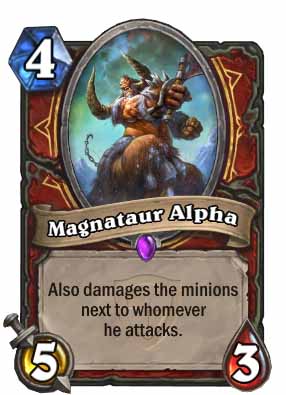 4
Magnataur Alpha
Also damages the minions
next to whomever
he attacks.
5
3